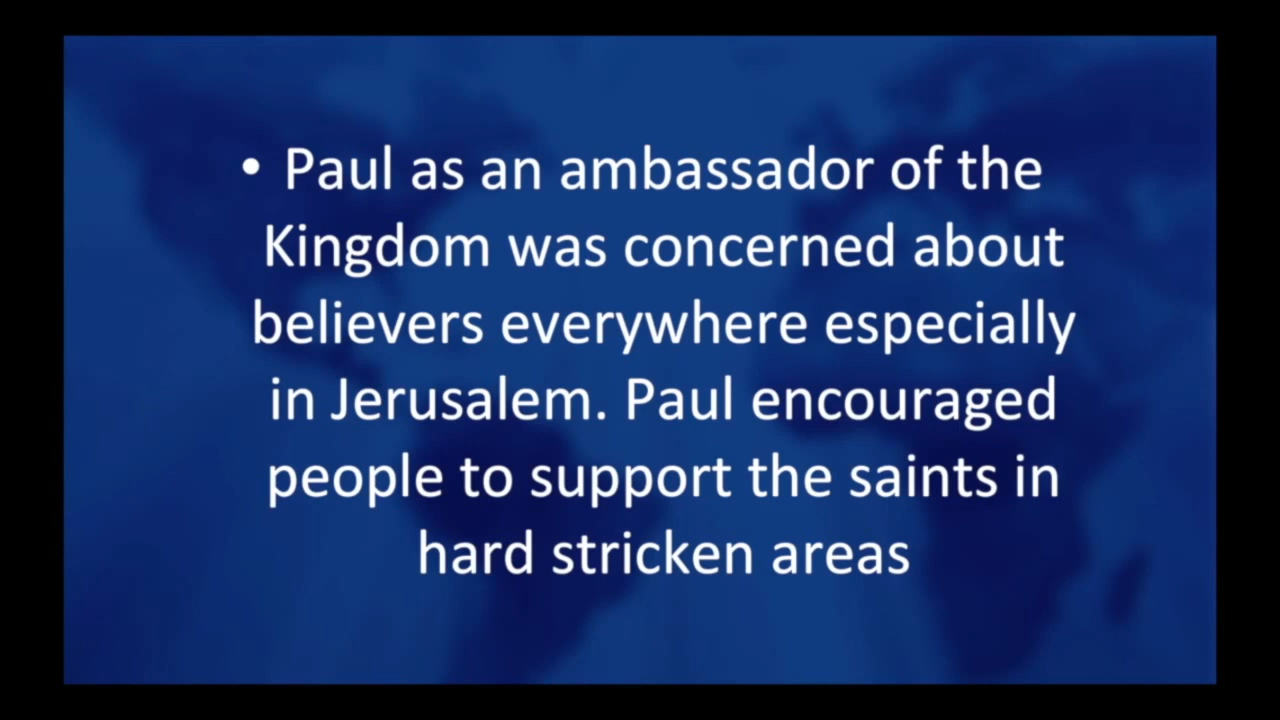 • Paul as an ambassador of the
Kingdom was concerned about
believers everywhere especially
in Jerusalem. Paul encouraged
people to support the saints in
hard stricken areas